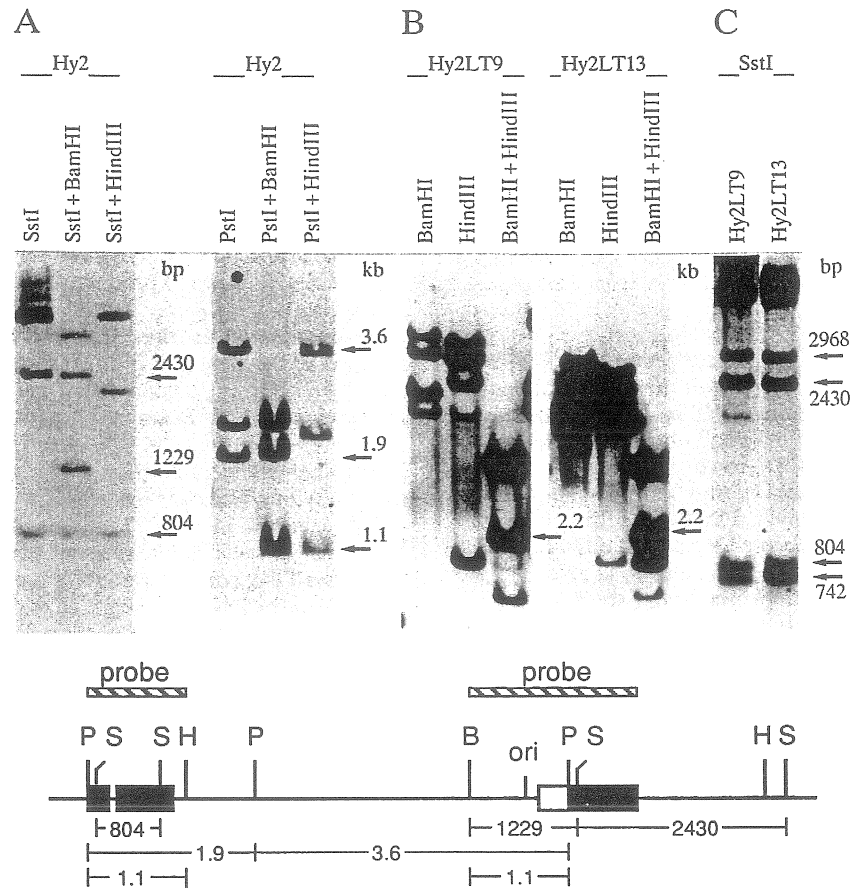 A
B
C
Hy2
Hy2
Hy2LT9
Hy2LT13
SstI
SstI
SstI+BamHI
SstI+HindIII
PstI
PstI+BamHI
PstI+HindIII
BamHI
HindIII
BamHI+HindIII
BamHI
HindIII
BamHI+HindIII
Hy2LT9
Hy2LT13
bp
kb
kb
bp
2430
1229
804
3.6
1.9
1.1
2.2
2.2
2968
2430
804
742
probe
probe
P S S H P B ori P S H S
804
1229
2430
1.9
3.6
1.1
1.1